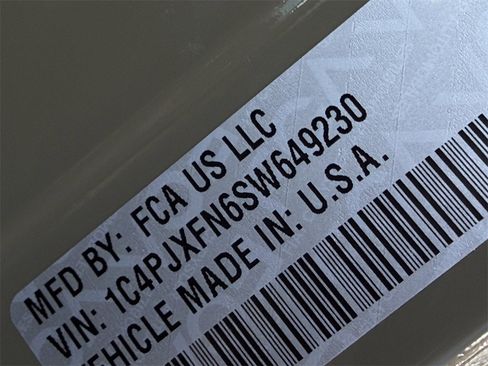 MFD BY: FCA US LLC
VIN: 1C4PJXFN6SW649230
VEHICLE MADE IN: U.S.A.